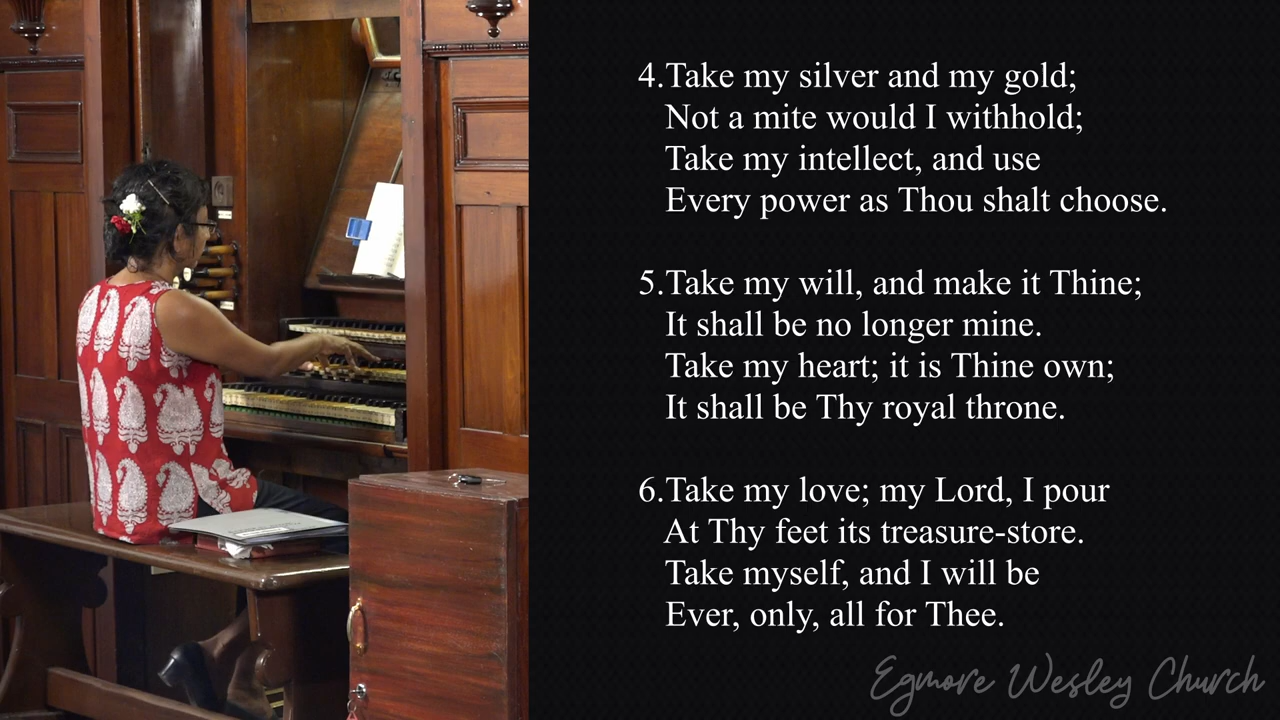 4.Take my silver and my gold;
Not a mite would I withhold;
Take my intellect, and use
Every power as Thou shalt choose.
5.Take my will, and make it Thine;
It shall be no longer mine.
Take my heart; it is Thine own;
It shall be Thy royal throne.
6.Take my love; my Lord, I pour
At Thy feet its treasure-store.
Take myself, and I will be
Ever, only, all for Thee.
Egmore Wesley Church